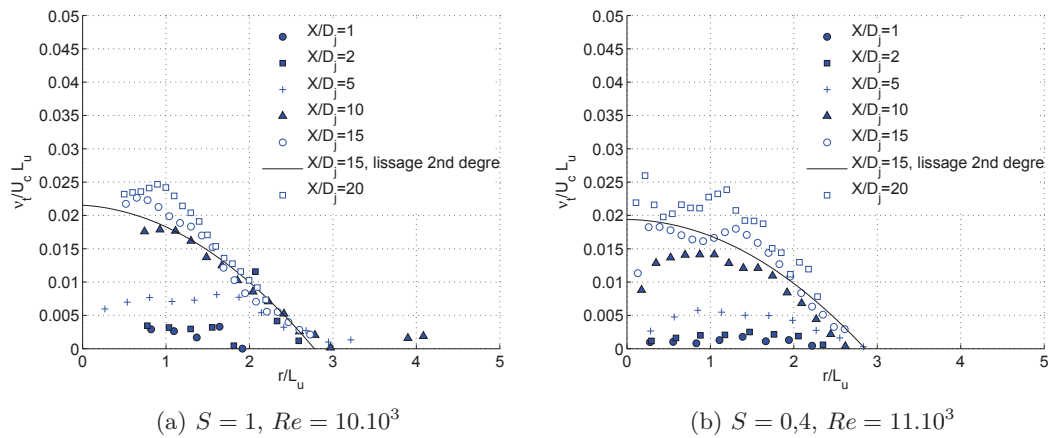 0.05
0.045
0.04
0.035
0.03
0.025
0.02
0.015
0.01
0.005
0
ν_t/U_c L_u
0 1 2 3 4 5
r/L_u
X/D_j=1
X/D_j=2
X/D_j=5
X/D_j=10
X/D_j=15
X/D_j=15, lissage 2nd degre
X/D_j=20
(a) S = 1, Re = 10.10³
0.05
0.045
0.04
0.035
0.03
0.025
0.02
0.015
0.01
0.005
0
ν_t/U_c L_u
0 1 2 3 4 5
r/L_u
X/D_j=1
X/D_j=2
X/D_j=5
X/D_j=10
X/D_j=15
X/D_j=15, lissage 2nd degre
X/D_j=20
(b) S = 0,4, Re = 11.10³